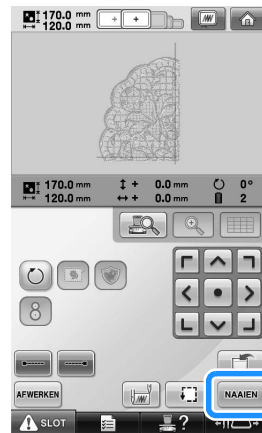 170.0 mm
120.0 mm
170.0 mm + 0.0 mm 0°
120.0 mm + 0.0 mm 2
AFWERKEN NAAIEN
SLOT ?